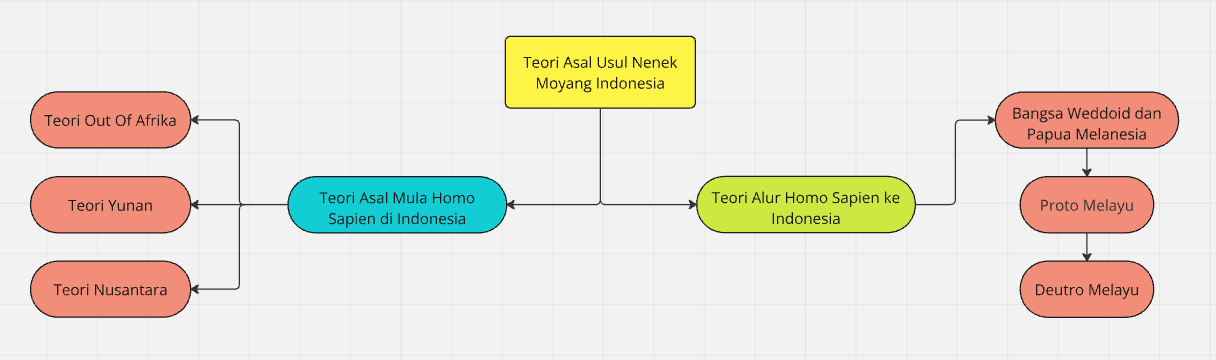 Teori Asal Usul Nenek
Moyang Indonesia
Teori Out Of Afrika
Teori Yunan
Teori Nusantara
Teori Asal Mula Homo
Sapien di Indonesia
Teori Alur Homo Sapien ke
Indonesia
Bangsa Weddoid dan
Papua Melanesia
Proto Melayu
Deutro Melayu